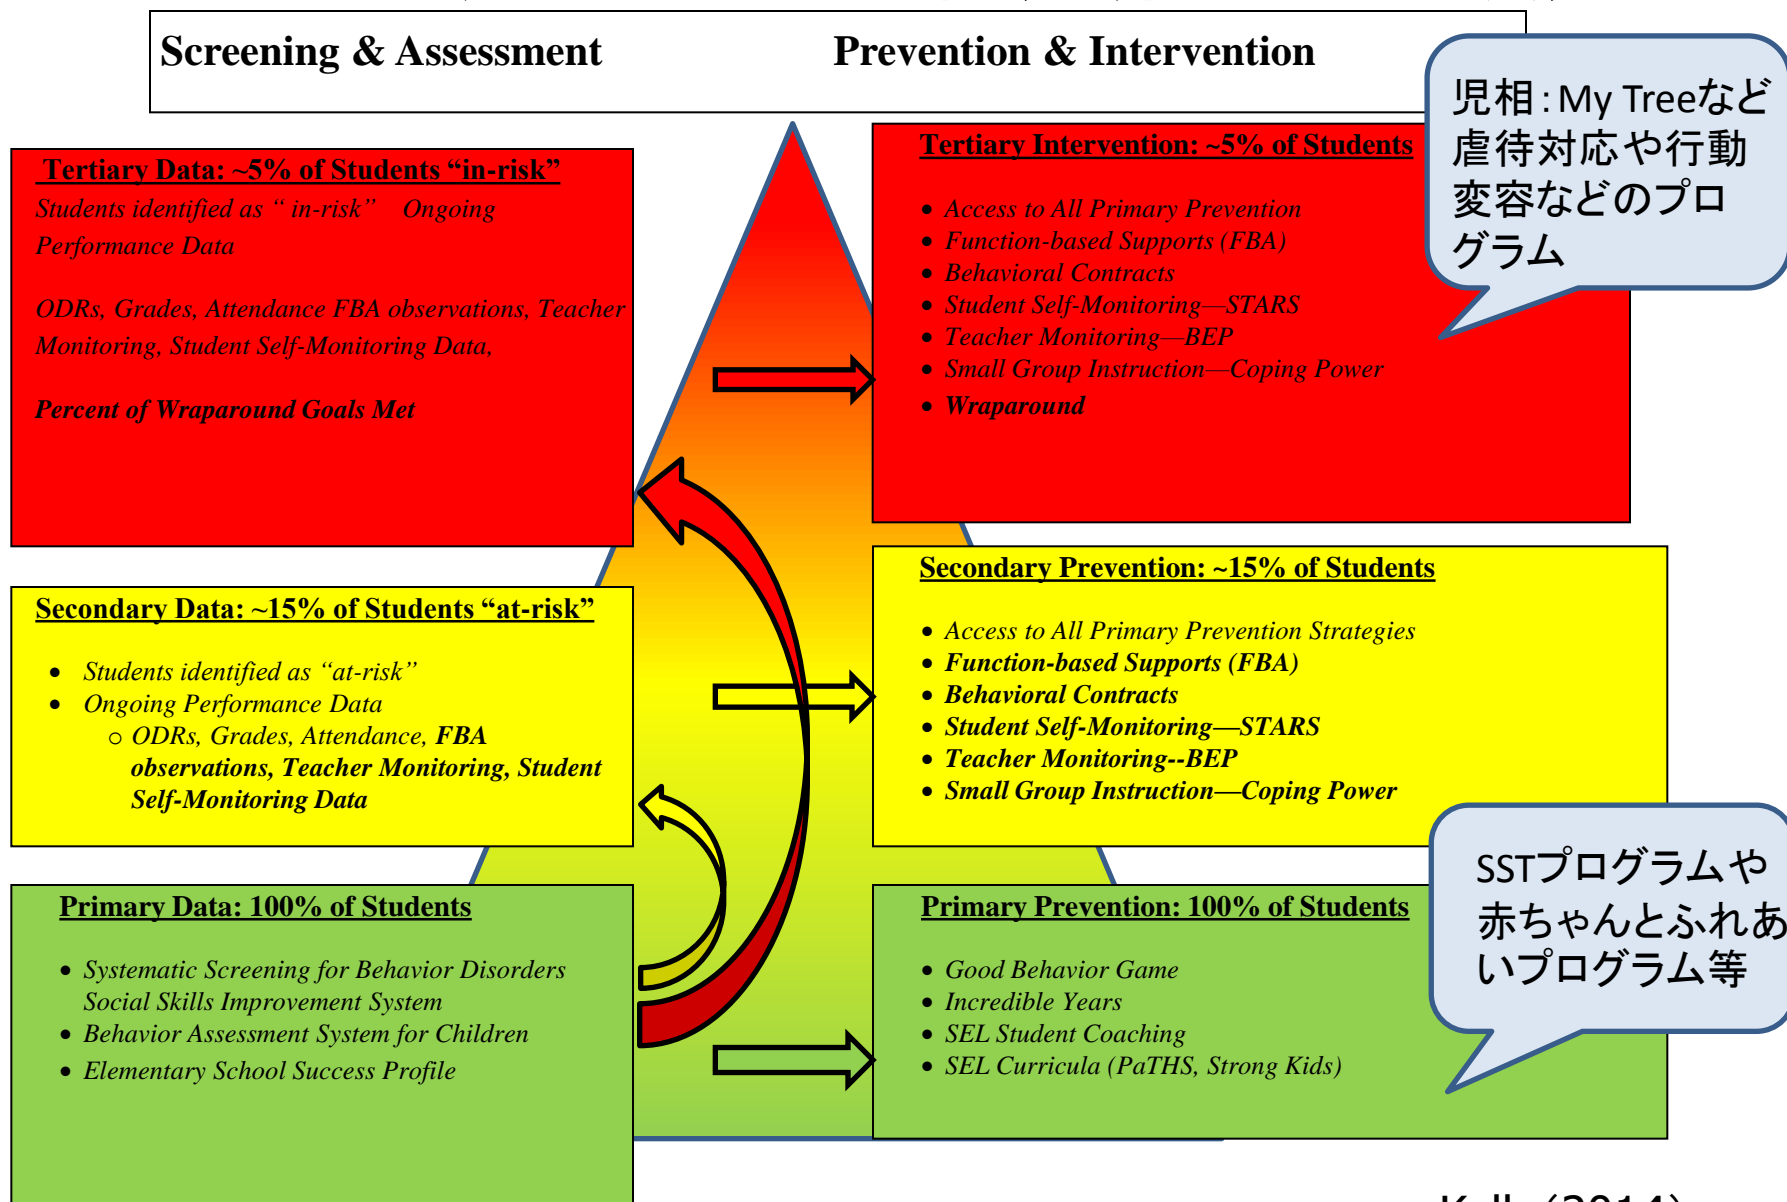 Screening & Assessment Prevention & Intervention
Tertiary Data: ~5% of Students “in-risk”
Students identified as “ in-risk” Ongoing
Performance Data
ODRs, Grades, Attendance FBA observations, Teacher
Monitoring, Student Self-Monitoring Data,
Percent of Wraparound Goals Met
Tertiary Intervention: ~5% of Students
• Access to All Primary Prevention
• Function-based Supports (FBA)
• Behavioral Contracts
• Student Self-Monitoring—STARS
• Teacher Monitoring—BEP
• Small Group Instruction—Coping Power
• Wraparound
児相:My Treeなど
虐待対応や行動
変容などのプロ
グラム
Secondary Data: ~15% of Students “at-risk”
• Students identified as “at-risk”
• Ongoing Performance Data
o ODRs, Grades, Attendance, FBA
observations, Teacher Monitoring, Student
Self-Monitoring Data
Secondary Prevention: ~15% of Students
• Access to All Primary Prevention Strategies
• Function-based Supports (FBA)
• Behavioral Contracts
• Student Self-Monitoring—STARS
• Teacher Monitoring--BEP
• Small Group Instruction—Coping Power
Primary Data: 100% of Students
• Systematic Screening for Behavior Disorders
Social Skills Improvement System
• Behavior Assessment System for Children
• Elementary School Success Profile
Primary Prevention: 100% of Students
• Good Behavior Game
• Incredible Years
• SEL Student Coaching
• SEL Curricula (PaTHS, Strong Kids)
SSTプログラムや
赤ちゃんとふれあ
いプログラム等
(2014)